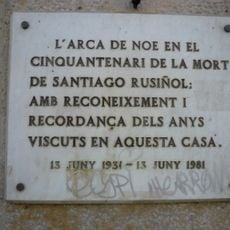 L'ARCA DE NOE EN EL
CINQUANTENARI DE LA MORT
DE SANTIAGO RUSIÑOL:
AMB RECONEIXEMENT I
RECORDANÇA DELS ANYS
VISCUTS EN AQUESTA CASA.
13 JUNY 1931 - 13 JUNY 1981